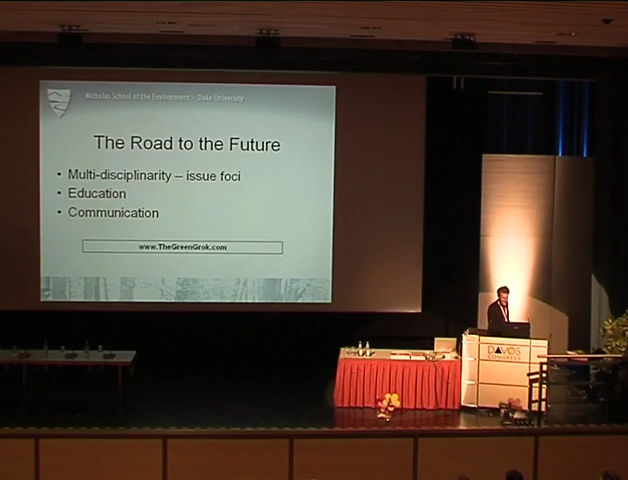 Nicholas School of the Environment • Duke University
The Road to the Future
• Multi-disciplinarity – issue foci
• Education
• Communication
www.TheGreenGrok.com
DAVOS
CONGRESS